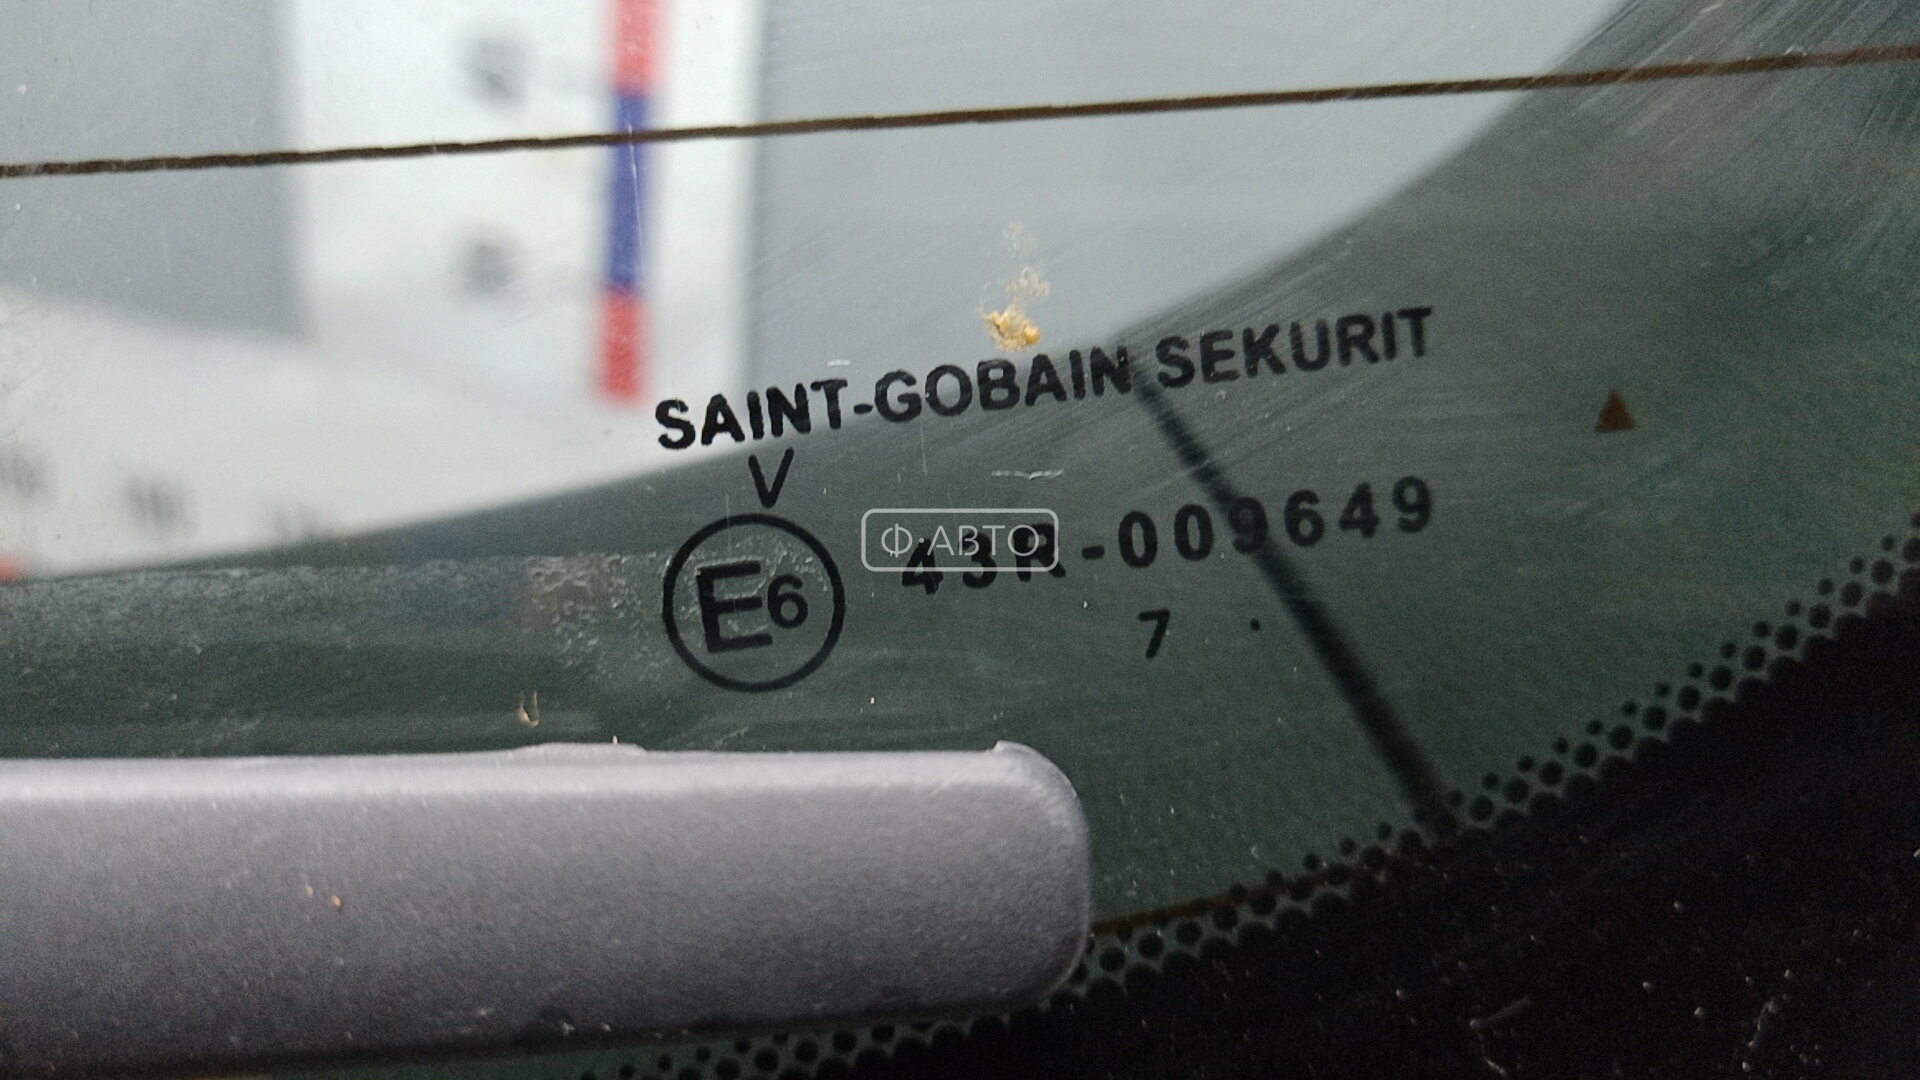 SAINT-GOBAIN SEKURIT
V
E6 43R-009649
Ф·АВТО
7 .